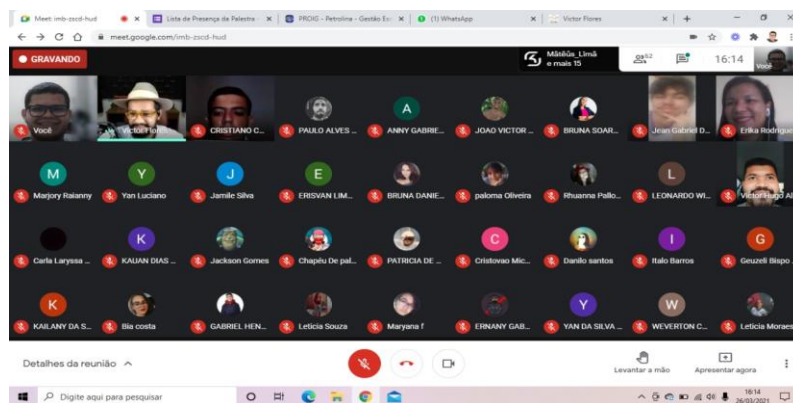 Meet: imb-zscd-hud
Lista de Presença da Palestra -
PROIG - Petrolina - Gestão Ex
(1) WhatsApp
Victor Flores
meet.google.com/imb-zscd-hud
GRAVANDO
Mátêûs_Lîmâ
e mais 15
52
16:14
Você
Você
Victor Flores
CRISTIANO C...
PAULO ALVES ...
A
ANNY GABRIE...
JOAO VICTOR ...
BRUNA SOAR...
Jean Gabriel D...
Erika Rodrigue
M
Marjory Raianny
Y
Yan Luciano
J
Jamile Silva
E
ERISVAN LIM...
BRUNA DANIE...
paloma Oliveira
Rhuanna Pallo...
L
LEONARDO WI...
Victor Hugo Al
Carla Laryssa ...
K
KAUAN DIAS ...
Jackson Gomes
Chapéu De pal...
PATRICIA DE ...
C
Cristovao Mic...
Danilo santos
I
Italo Barros
G
Geuzeli Bispo
K
KAILANY DA S...
Bia costa
GABRIEL HEN...
Leticia Souza
Maryana f
ERNANY GAB...
Y
YAN DA SILVA ...
W
WEVERTON C...
Leticia Moraes
Detalhes da reunião
Levantar a mão
Apresentar agora
Digite aqui para pesquisar
16:14
26/03/2021